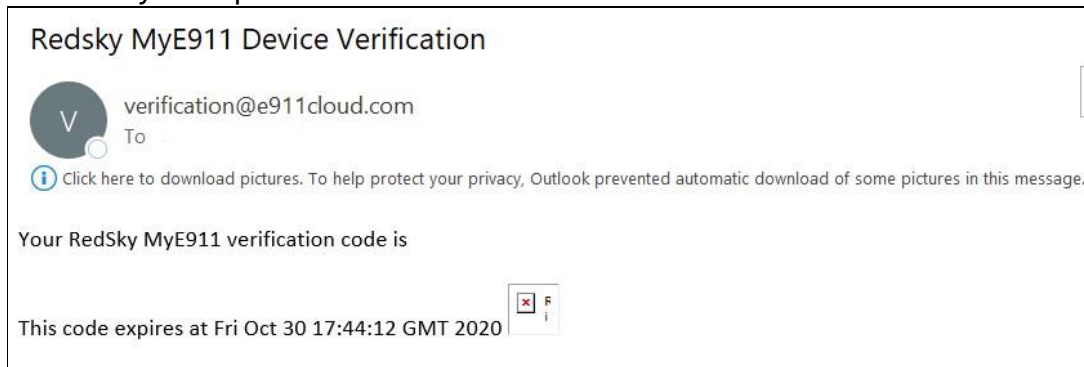 Redsky MyE911 Device Verification
V
verification@e911cloud.com
To
Click here to download pictures. To help protect your privacy, Outlook prevented automatic download of some pictures in this message.
Your RedSky MyE911 verification code is
R
i
This code expires at Fri Oct 30 17:44:12 GMT 2020